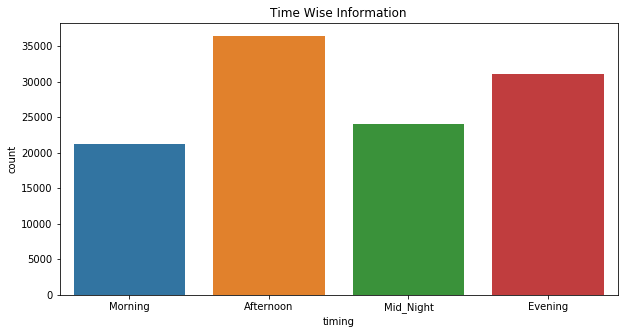 Time Wise Information
count
35000
30000
25000
20000
15000
10000
5000
0
Morning Afternoon Mid_Night Evening
timing